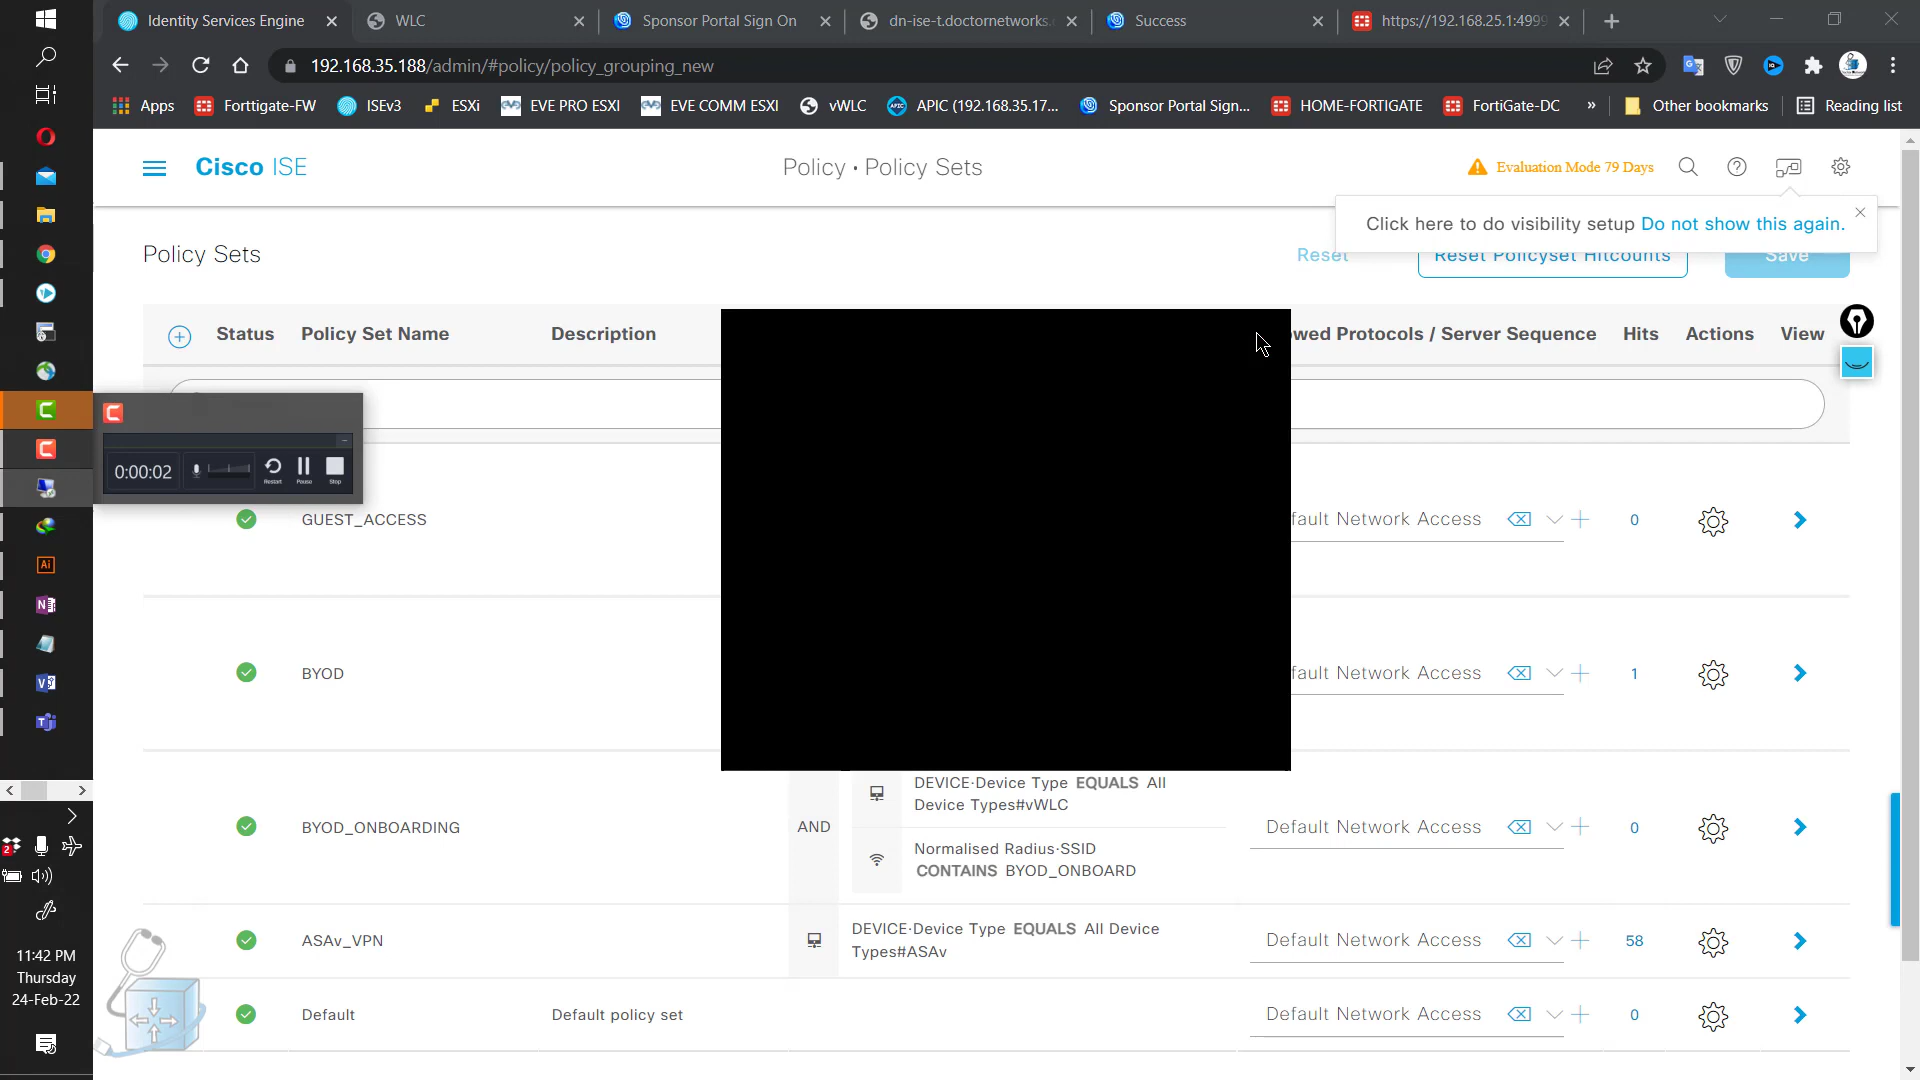 Identity Services Engine
WLC
Sponsor Portal Sign On
dn-ise-t.doctornetworks.
Success
https://192.168.25.1:4999
192.168.35.188/admin/#policy/policy_grouping_new
Apps
Forttigate-FW
ISEv3
ESXi
EVE PRO ESXI
EVE COMM ESXI
vWLC
APIC (192.168.35.17...
Sponsor Portal Sign...
HOME-FORTIGATE
FortiGate-DC
»
Other bookmarks
Reading list
Cisco ISE
Policy · Policy Sets
Evaluation Mode 79 Days
Click here to do visibility setup Do not show this again.
Policy Sets
Reset
Reset Policyset Hitcounts
Save
Status
Policy Set Name
Description
owed Protocols / Server Sequence
Hits
Actions
View
0:00:02
Restart
Pause
Stop
GUEST_ACCESS
fault Network Access
0
BYOD
fault Network Access
1
BYOD_ONBOARDING
AND
DEVICE·Device Type EQUALS All
Device Types#vWLC
Normalised Radius·SSID
CONTAINS BYOD_ONBOARD
Default Network Access
0
ASAv_VPN
DEVICE·Device Type EQUALS All Device
Types#ASAv
Default Network Access
58
Default
Default policy set
Default Network Access
0
11:42 PM
Thursday
24-Feb-22